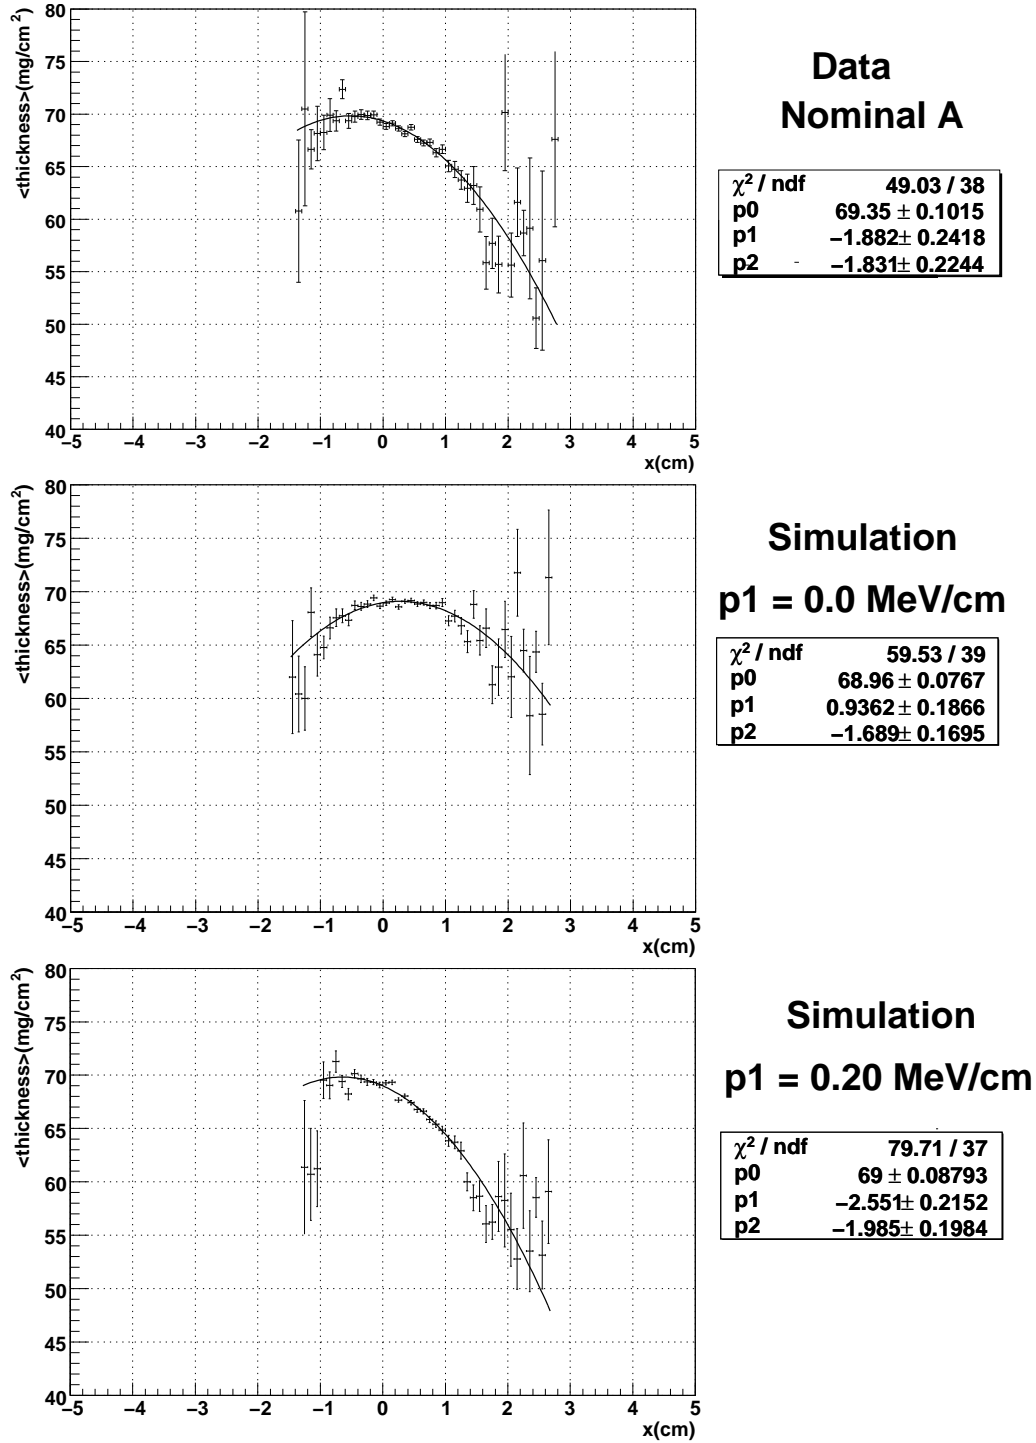 <thickness>(mg/cm²)
80
75
70
65
60
55
50
45
40
−5 −4 −3 −2 −1 0 1 2 3 4 5
x(cm)
Data
Nominal A
χ² / ndf 49.03 / 38
p0 69.35 ± 0.1015
p1 −1.882± 0.2418
p2 −1.831± 0.2244
<thickness>(mg/cm²)
80
75
70
65
60
55
50
45
40
−5 −4 −3 −2 −1 0 1 2 3 4 5
x(cm)
Simulation
p1 = 0.0 MeV/cm
χ² / ndf 59.53 / 39
p0 68.96 ± 0.0767
p1 0.9362 ± 0.1866
p2 −1.689± 0.1695
<thickness>(mg/cm²)
80
75
70
65
60
55
50
45
40
−5 −4 −3 −2 −1 0 1 2 3 4 5
x(cm)
Simulation
p1 = 0.20 MeV/cm
χ² / ndf 79.71 / 37
p0 69 ± 0.08793
p1 −2.551± 0.2152
p2 −1.985± 0.1984